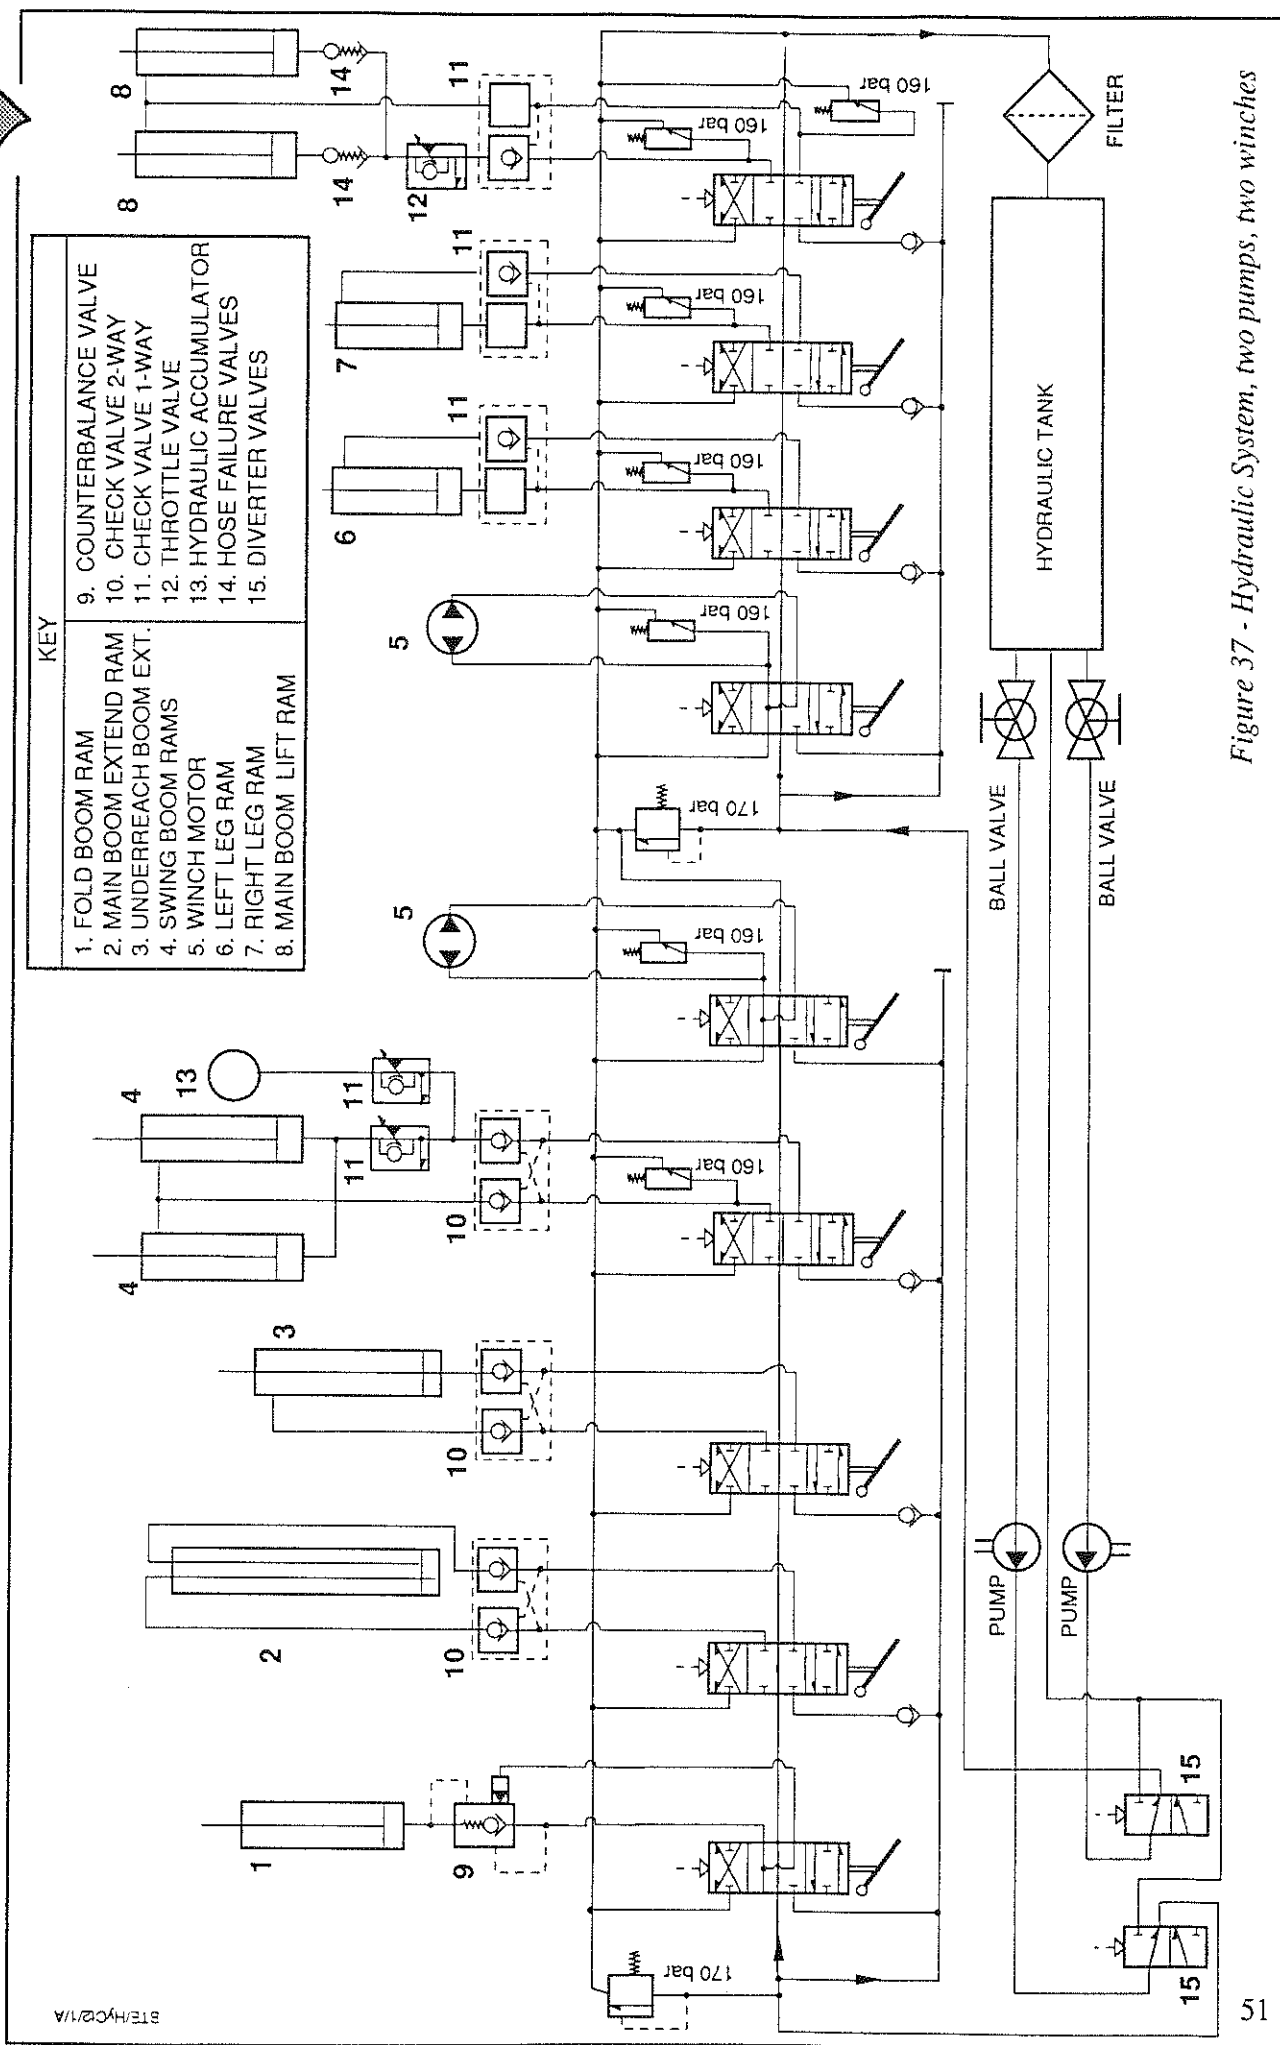 KEY
1. FOLD BOOM RAM
2. MAIN BOOM EXTEND RAM
3. UNDERREACH BOOM EXT.
4. SWING BOOM RAMS
5. WINCH MOTOR
6. LEFT LEG RAM
7. RIGHT LEG RAM
8. MAIN BOOM LIFT RAM
9. COUNTERBALANCE VALVE
10. CHECK VALVE 2-WAY
11. CHECK VALVE 1-WAY
12. THROTTLE VALVE
13. HYDRAULIC ACCUMULATOR
14. HOSE FAILURE VALVES
15. DIVERTER VALVES
1
2
3
4
4
13
5
5
6
7
8
8
9
10
10
10
11
11
11
11
11
12
14
14
170 bar
160 bar
160 bar
170 bar
160 bar
160 bar
160 bar
160 bar
160 bar
15
15
PUMP
PUMP
BALL VALVE
BALL VALVE
HYDRAULIC TANK
FILTER
Figure 37 - Hydraulic System, two pumps, two winches
51